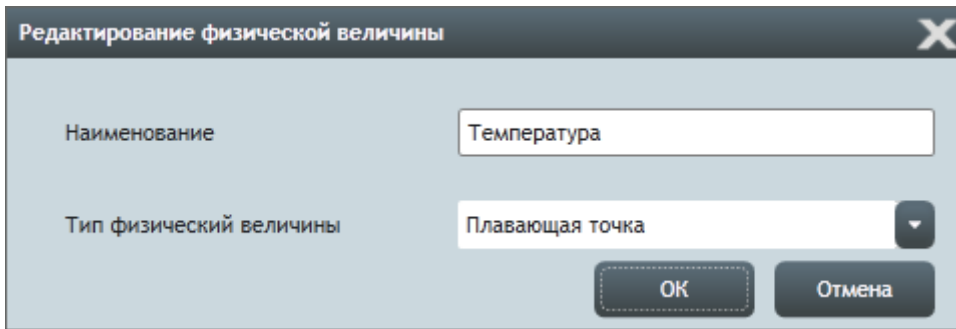 Редактирование физической величины
Наименование
Температура
Тип физический величины
Плавающая точка
ОК
Отмена